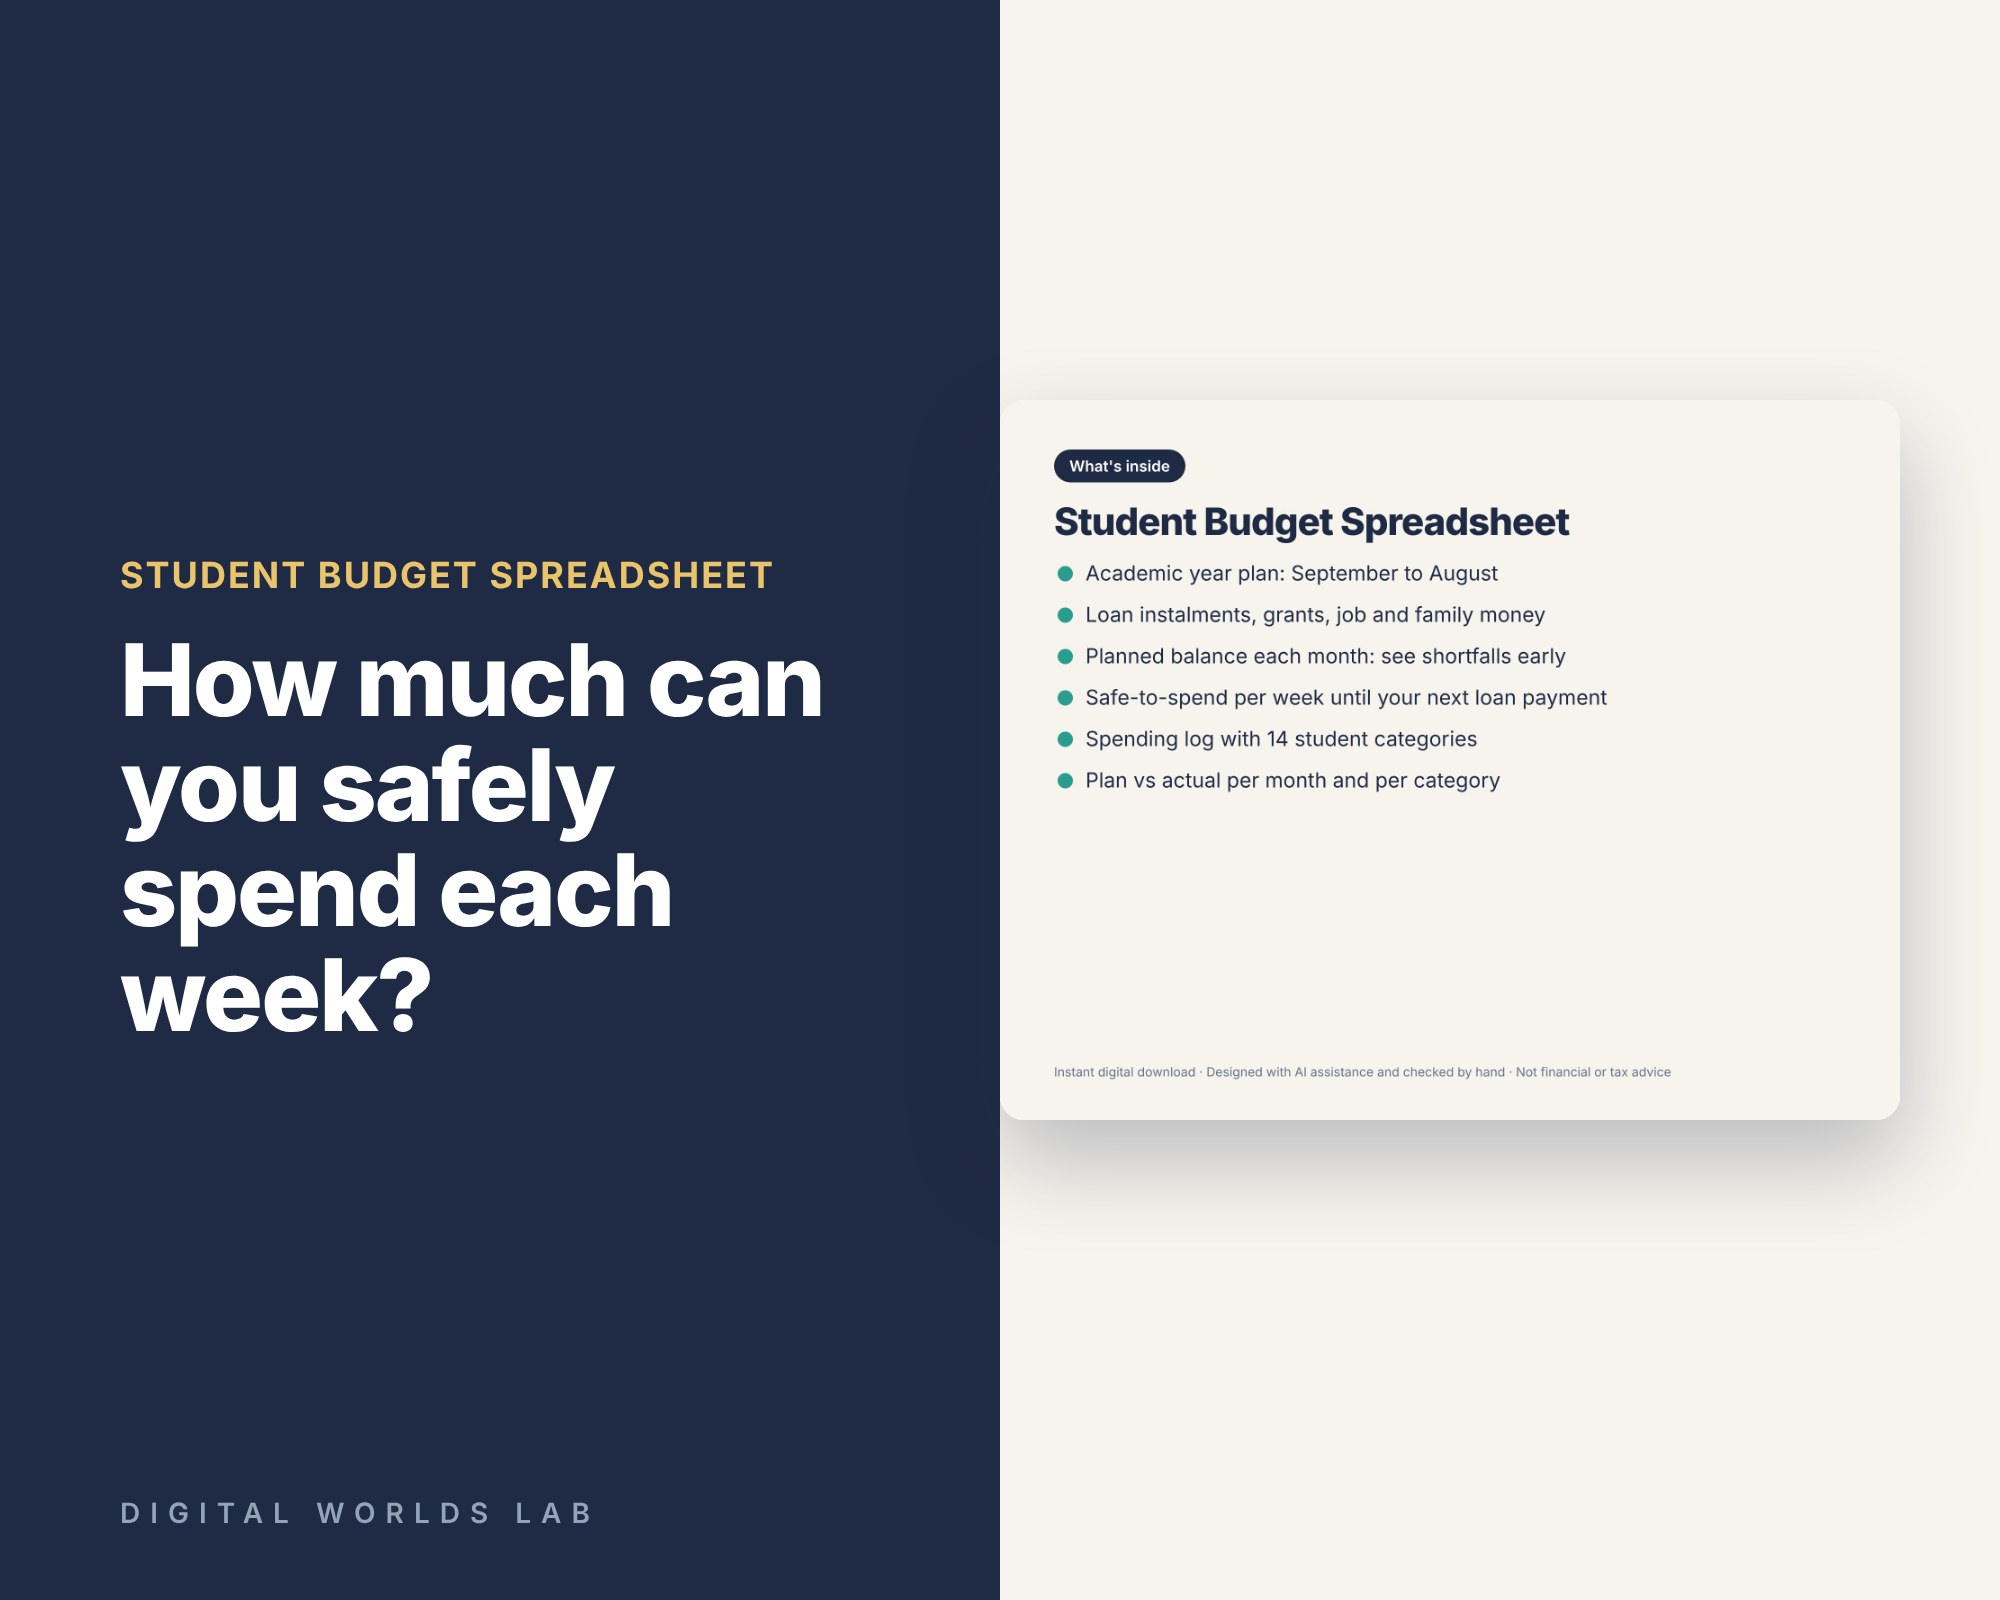 STUDENT BUDGET SPREADSHEET
How much can
you safely
spend each
week?
DIGITAL WORLDS LAB
What's inside
Student Budget Spreadsheet
Academic year plan: September to August
Loan instalments, grants, job and family money
Planned balance each month: see shortfalls early
Safe-to-spend per week until your next loan payment
Spending log with 14 student categories
Plan vs actual per month and per category
Instant digital download · Designed with AI assistance and checked by hand · Not financial or tax advice